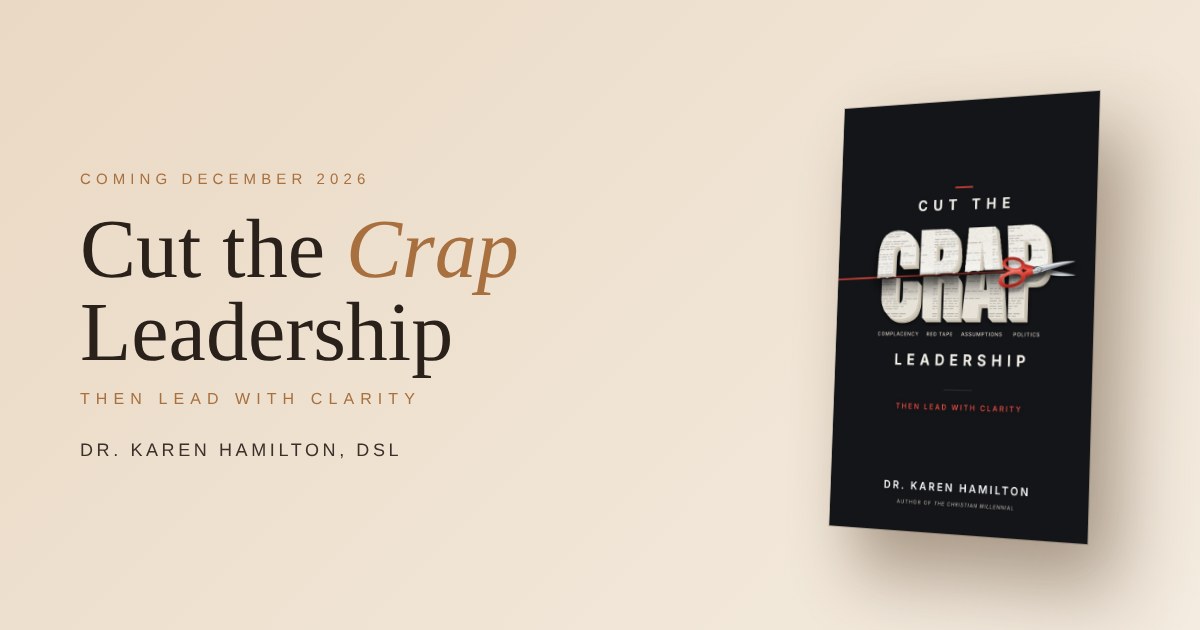 COMING DECEMBER 2026
Cut the Crap
Leadership
THEN LEAD WITH CLARITY
DR. KAREN HAMILTON, DSL
CUT THE
CRAP
COMPLACENCY RED TAPE ASSUMPTIONS POLITICS
LEADERSHIP
THEN LEAD WITH CLARITY
DR. KAREN HAMILTON
AUTHOR OF THE CHRISTIAN MILLENNIAL